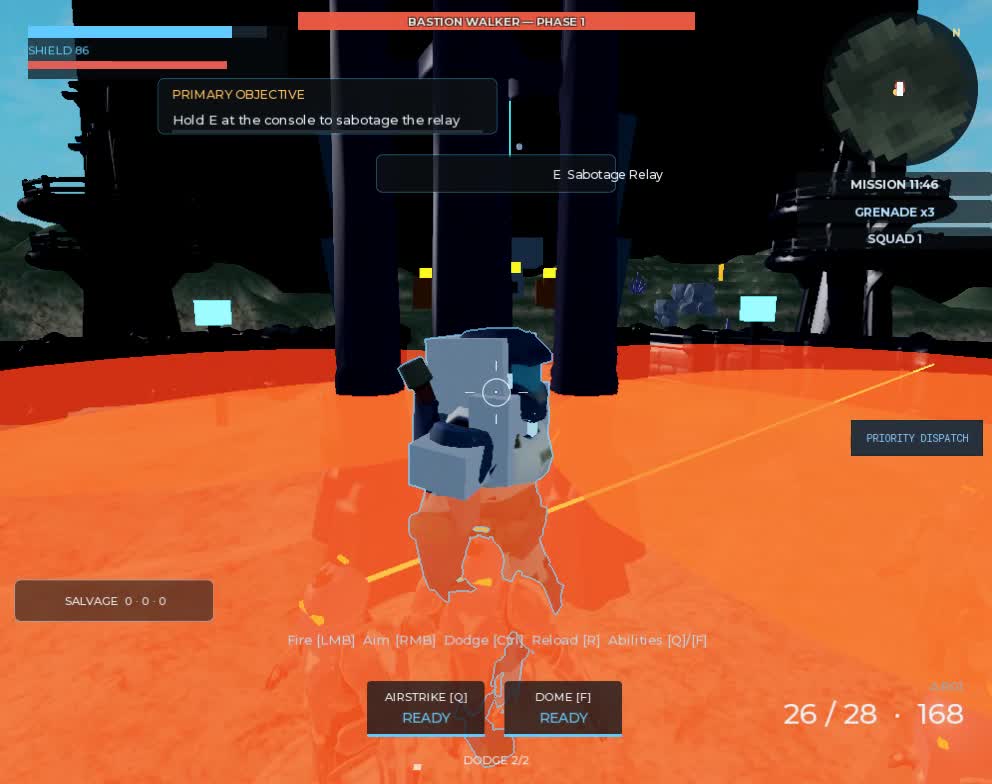 BASTION WALKER — PHASE 1
SHIELD 86
N
PRIMARY OBJECTIVE
Hold E at the console to sabotage the relay
E Sabotage Relay
MISSION 11:46
GRENADE x3
SQUAD 1
PRIORITY DISPATCH
SALVAGE 0 · 0 · 0
Fire [LMB] Aim [RMB] Dodge [Ctrl] Reload [R] Abilities [Q]/[F]
AIRSTRIKE [Q]
READY
DOME [F]
READY
26 / 28 · 168
DODGE 2/2